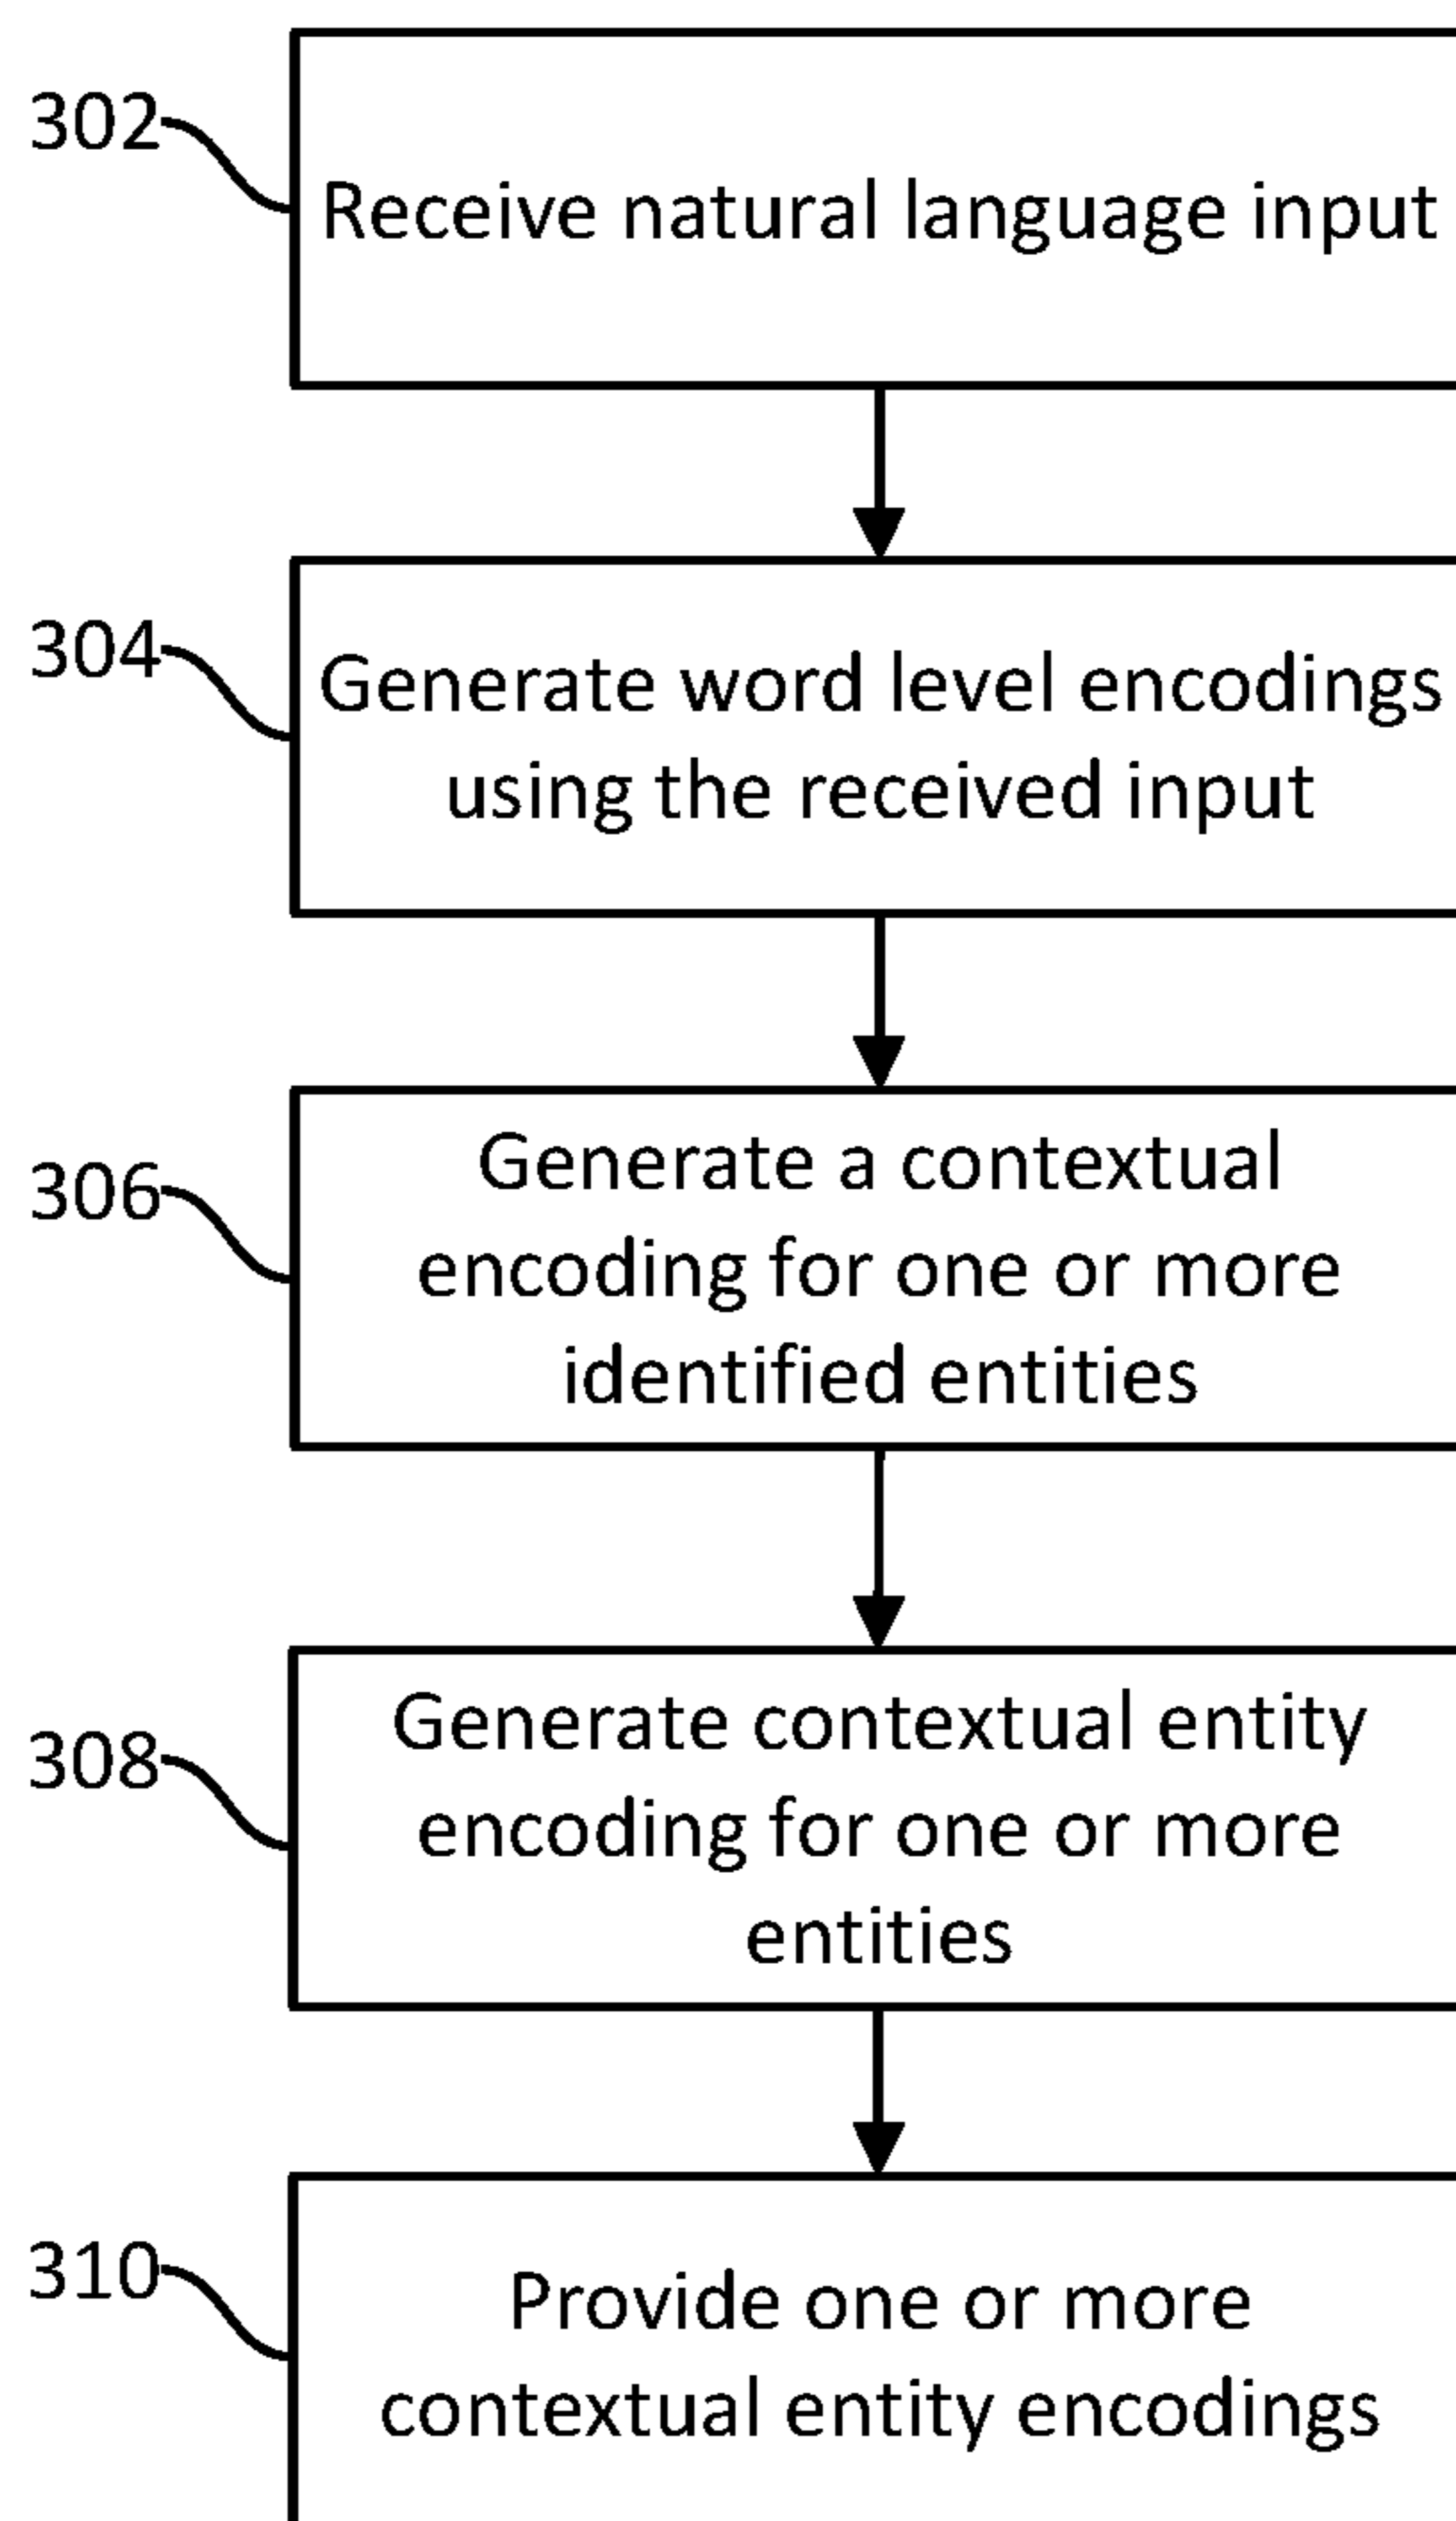 302
Receive natural language input
304
Generate word level encodings
using the received input
306
Generate a contextual
encoding for one or more
identified entities
308
Generate contextual entity
encoding for one or more
entities
310
Provide one or more
contextual entity encodings